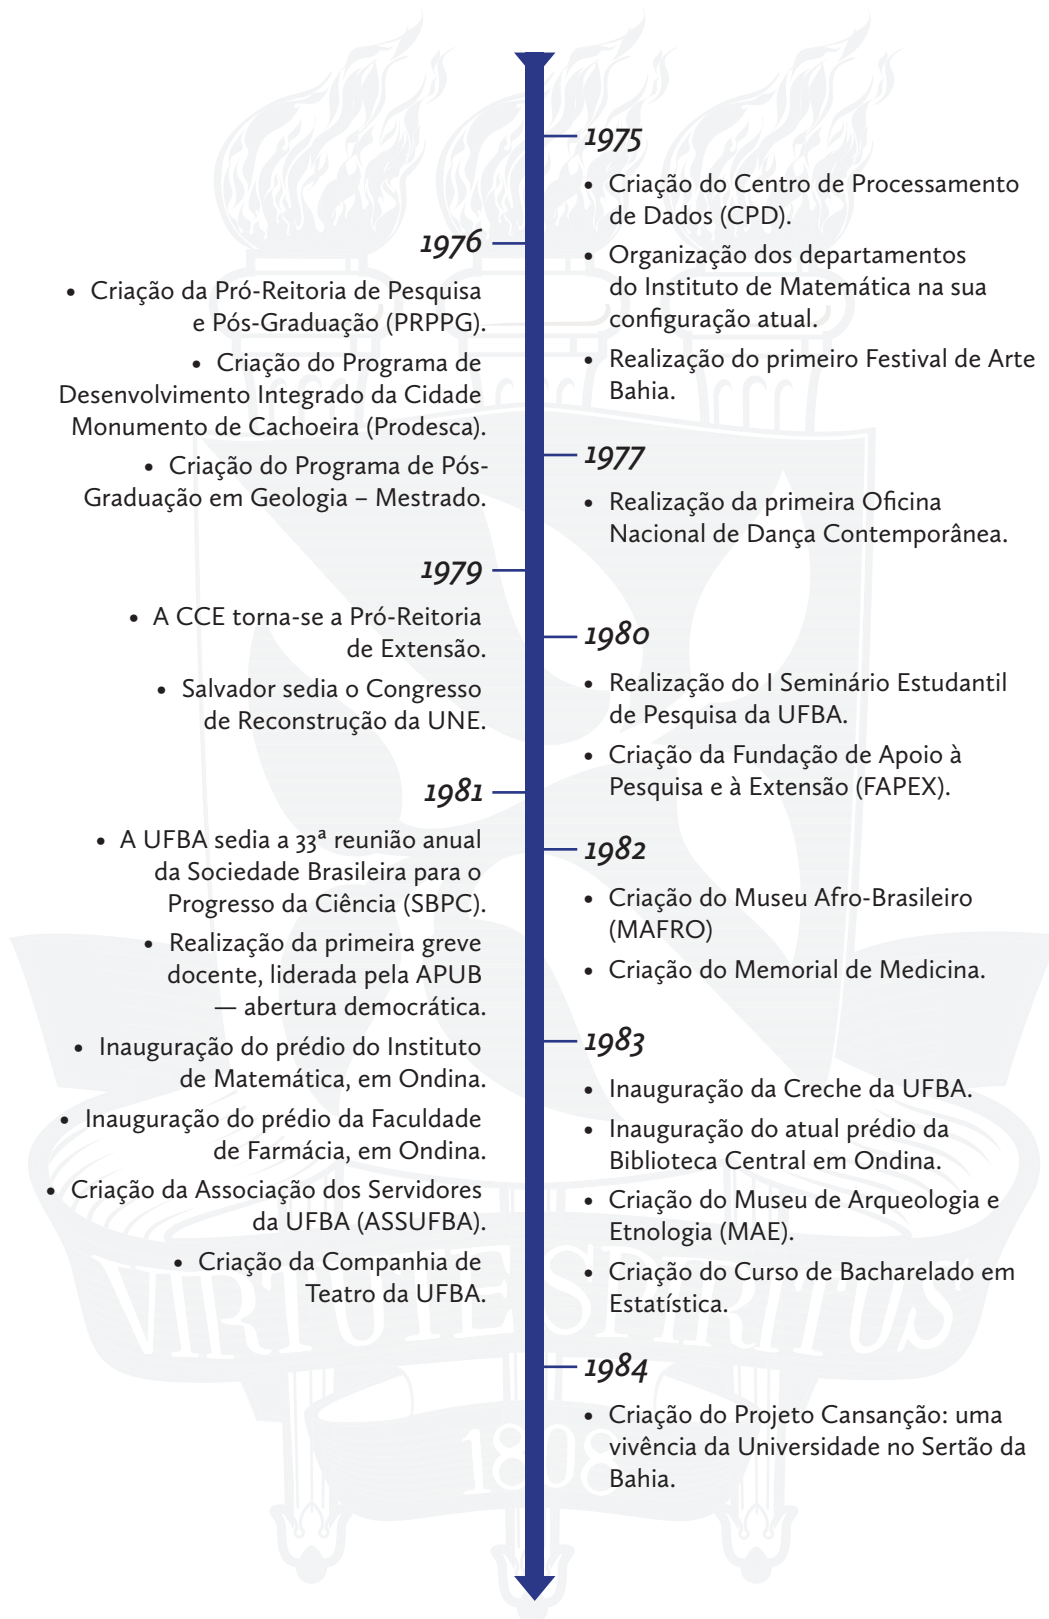 1975
• Criação do Centro de Processamento
de Dados (CPD).
• Organização dos departamentos
do Instituto de Matemática na sua
configuração atual.
• Realização do primeiro Festival de Arte
Bahia.
1976
• Criação da Pró-Reitoria de Pesquisa
e Pós-Graduação (PRPPG).
• Criação do Programa de
Desenvolvimento Integrado da Cidade
Monumento de Cachoeira (Prodesca).
• Criação do Programa de Pós-
Graduação em Geologia – Mestrado.
1977
• Realização da primeira Oficina
Nacional de Dança Contemporânea.
1979
• A CCE torna-se a Pró-Reitoria
de Extensão.
• Salvador sedia o Congresso
de Reconstrução da UNE.
1980
• Realização do I Seminário Estudantil
de Pesquisa da UFBA.
• Criação da Fundação de Apoio à
Pesquisa e à Extensão (FAPEX).
1981
• A UFBA sedia a 33ª reunião anual
da Sociedade Brasileira para o
Progresso da Ciência (SBPC).
• Realização da primeira greve
docente, liderada pela APUB
— abertura democrática.
• Inauguração do prédio do Instituto
de Matemática, em Ondina.
• Inauguração do prédio da Faculdade
de Farmácia, em Ondina.
• Criação da Associação dos Servidores
da UFBA (ASSUFBA).
• Criação da Companhia de
Teatro da UFBA.
1982
• Criação do Museu Afro-Brasileiro
(MAFRO)
• Criação do Memorial de Medicina.
1983
• Inauguração da Creche da UFBA.
• Inauguração do atual prédio da
Biblioteca Central em Ondina.
• Criação do Museu de Arqueologia e
Etnologia (MAE).
• Criação do Curso de Bacharelado em
Estatística.
1984
• Criação do Projeto Cansanção: uma
vivência da Universidade no Sertão da
Bahia.
VIRTUTE SPIRITUS
1808